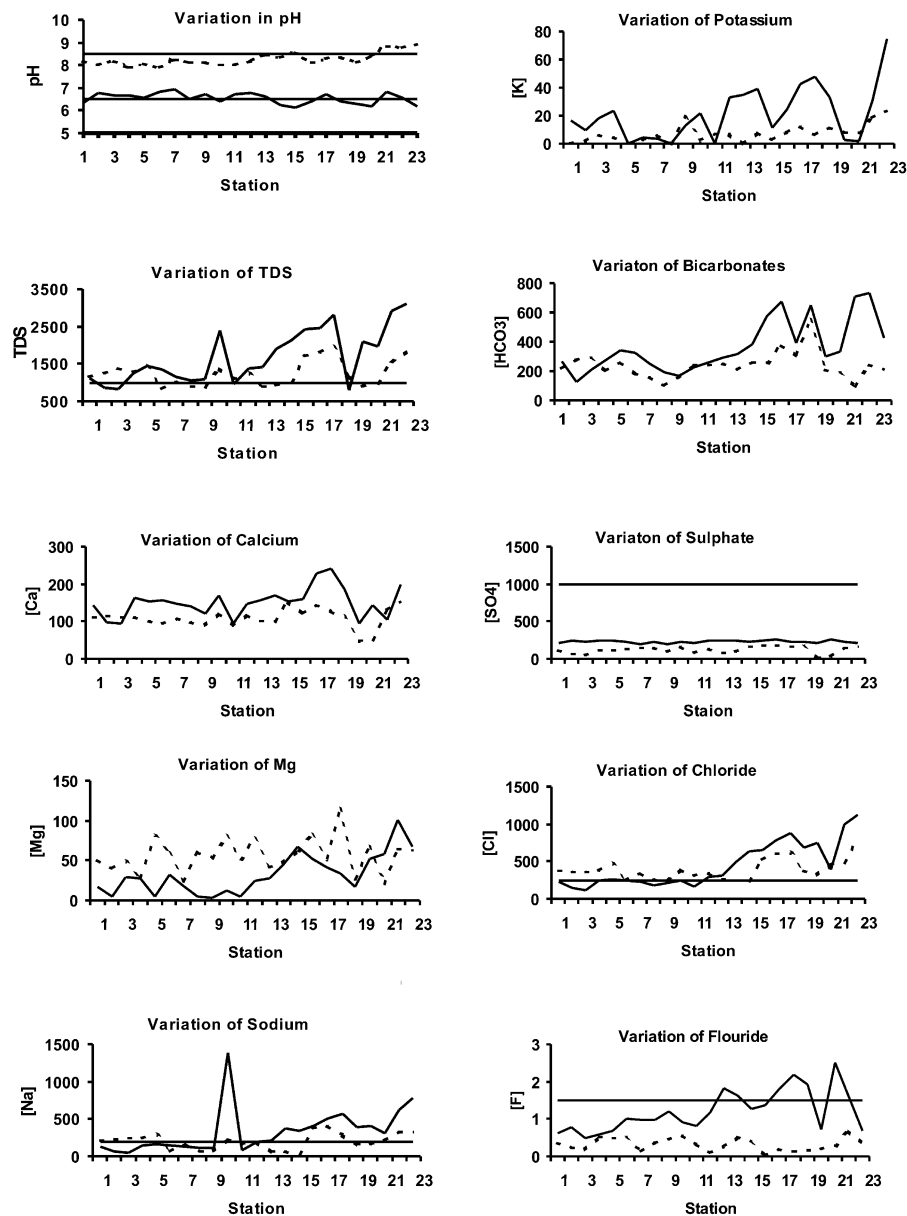 Variation in pH
10
9
8
7
6
5
pH
1 3 5 7 9 11 13 15 17 19 21 23
Station
Variation of Potassium
80
60
40
20
0
[K]
1 3 5 7 9 11 13 15 17 19 21 23
Station
Variation of TDS
3500
2500
1500
500
TDS
1 3 5 7 9 11 13 15 17 19 21 23
Station
Variaton of Bicarbonates
800
600
400
200
0
[HCO3]
1 3 5 7 9 11 13 15 17 19 21 23
Station
Variation of Calcium
300
200
100
0
[Ca]
1 3 5 7 9 11 13 15 17 19 21 23
Station
Variaton of Sulphate
1500
1000
500
0
[SO4]
1 3 5 7 9 11 13 15 17 19 21 23
Staion
Variation of Mg
150
100
50
0
[Mg]
1 3 5 7 9 11 13 15 17 19 21 23
Station
Variation of Chloride
1500
1000
500
0
[Cl]
1 3 5 7 9 11 13 15 17 19 21 23
Station
Variation of Sodium
1500
1000
500
0
[Na]
1 3 5 7 9 11 13 15 17 19 21 23
Station
Variation of Flouride
3
2
1
0
[F]
1 3 5 7 9 11 13 15 17 19 21 23
Station